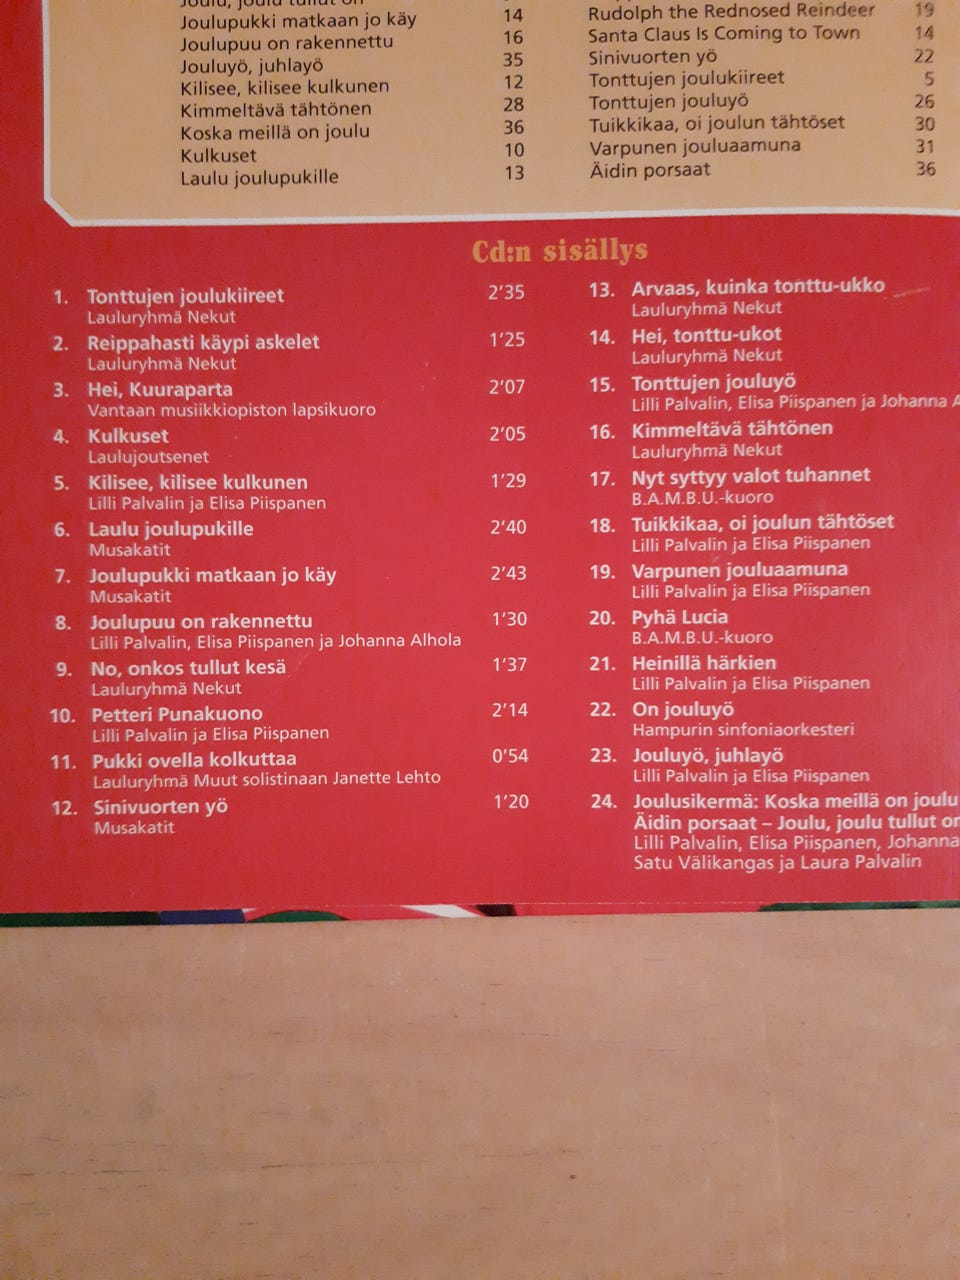 Joulu, joulu tullut on
Joulupukki matkaan jo käy 14
Joulupuu on rakennettu 16
Jouluyö, juhlayö 35
Kilisee, kilisee kulkunen 12
Kimmeltävä tähtönen 28
Koska meillä on joulu 36
Kulkuset 10
Laulu joulupukille 13
Rudolph the Rednosed Reindeer 19
Santa Claus Is Coming to Town 14
Sinivuorten yö 22
Tonttujen joulukiireet 5
Tonttujen jouluyö 26
Tuikkikaa, oi joulun tähtöset 30
Varpunen jouluaamuna 31
Äidin porsaat 36
Cd:n sisällys
1. Tonttujen joulukiireet 2’35
Lauluryhmä Nekut
2. Reippahasti käypi askelet 1’25
Lauluryhmä Nekut
3. Hei, Kuuraparta 2’07
Vantaan musiikkiopiston lapsikuoro
4. Kulkuset 2’05
Laulujoutsenet
5. Kilisee, kilisee kulkunen 1’29
Lilli Palvalin ja Elisa Piispanen
6. Laulu joulupukille 2’40
Musakatit
7. Joulupukki matkaan jo käy 2’43
Musakatit
8. Joulupuu on rakennettu 1’30
Lilli Palvalin, Elisa Piispanen ja Johanna Alhola
9. No, onkos tullut kesä 1’37
Lauluryhmä Nekut
10. Petteri Punakuono 2’14
Lilli Palvalin ja Elisa Piispanen
11. Pukki ovella kolkuttaa 0’54
Lauluryhmä Muut solistinaan Janette Lehto
12. Sinivuorten yö 1’20
Musakatit
13. Arvaas, kuinka tonttu-ukko
Lauluryhmä Nekut
14. Hei, tonttu-ukot
Lauluryhmä Nekut
15. Tonttujen jouluyö
Lilli Palvalin, Elisa Piispanen ja Johanna A
16. Kimmeltävä tähtönen
Lauluryhmä Nekut
17. Nyt syttyy valot tuhannet
B.A.M.B.U.-kuoro
18. Tuikkikaa, oi joulun tähtöset
Lilli Palvalin ja Elisa Piispanen
19. Varpunen jouluaamuna
Lilli Palvalin ja Elisa Piispanen
20. Pyhä Lucia
B.A.M.B.U.-kuoro
21. Heinillä härkien
Lilli Palvalin ja Elisa Piispanen
22. On jouluyö
Hampurin sinfoniaorkesteri
23. Jouluyö, juhlayö
Lilli Palvalin ja Elisa Piispanen
24. Joulusikermä: Koska meillä on joulu
Äidin porsaat – Joulu, joulu tullut on
Lilli Palvalin, Elisa Piispanen, Johanna
Satu Välikangas ja Laura Palvalin